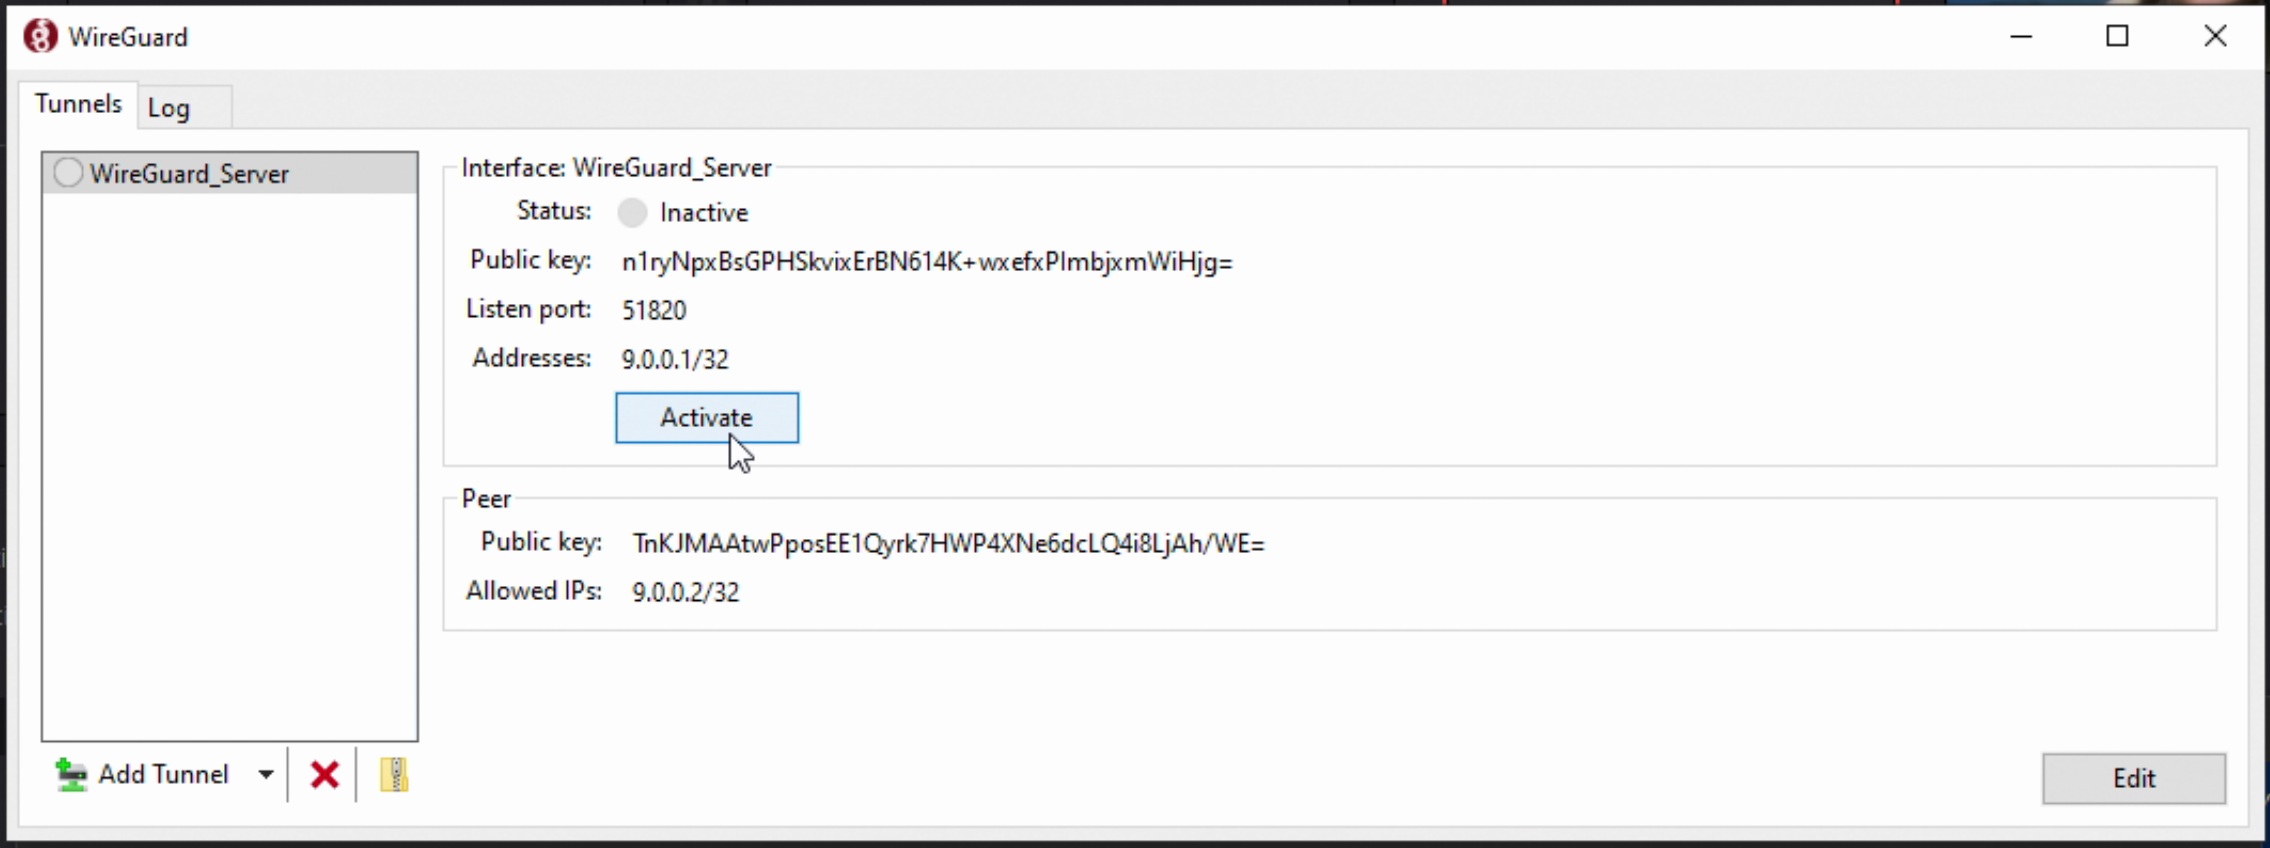 WireGuard
Tunnels
Log
WireGuard_Server
Interface: WireGuard_Server
Status: Inactive
Public key: n1ryNpxBsGPHSkvixErBN614K+wxefxPlmbjxmWiHjg=
Listen port: 51820
Addresses: 9.0.0.1/32
Activate
Peer
Public key: TnKJMAAtwPposEE1Qyrk7HWP4XNe6dcLQ4i8LjAh/WE=
Allowed IPs: 9.0.0.2/32
Add Tunnel
Edit